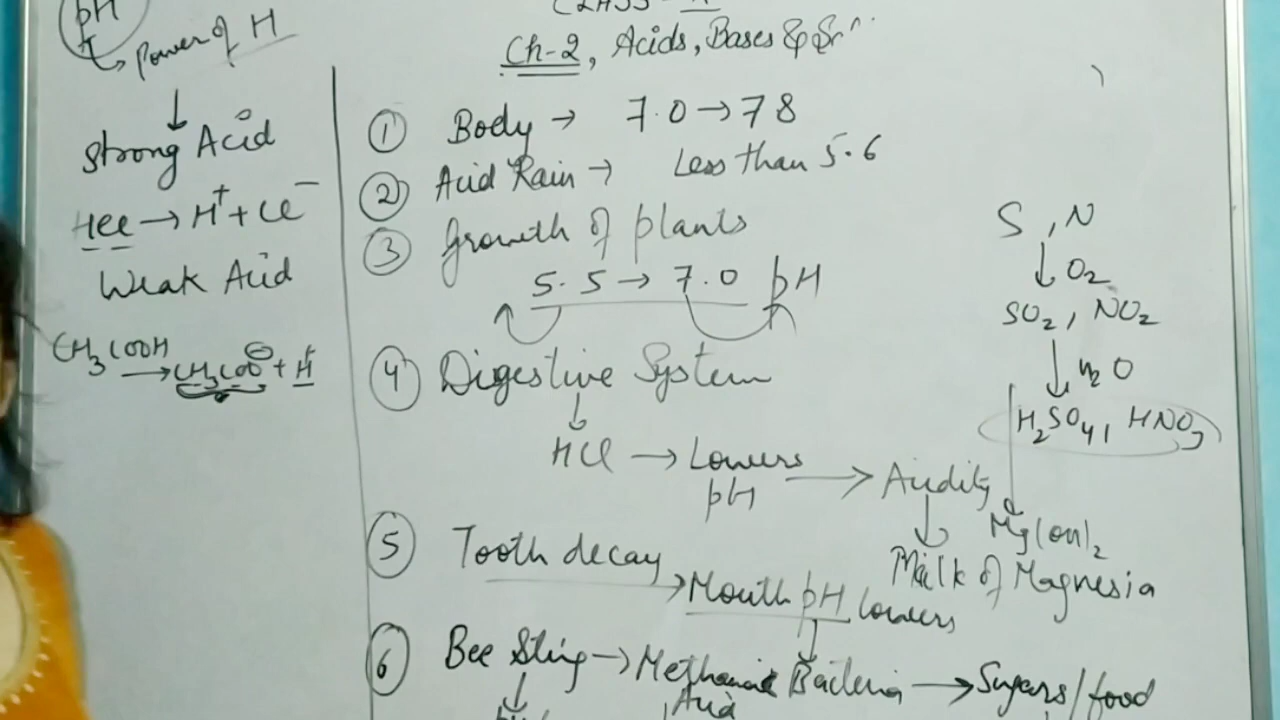 pH
Power of H
Strong Acid
HCl → H⁺ + Cl⁻
Weak Acid
CH₃COOH
→ CH₃COO⊖ + H⁺
Ch-2, Acids, Bases &
① Body → 7.0 → 7 8
② Acid Rain → Less than 5.6
③ Growth of plants
5.5 → 7.0 pH
④ Digestive System
↓
HCl → Lowers pH → Acidity
↓
Milk of Magnesia
Mg(OH)₂
⑤ Tooth decay → Mouth pH lowers
↓
Bacteria → Sugars/food
⑥ Bee Sting → Methanoic Acid
S, N
↓ O₂
SO₂, NO₂
↓ H₂O
H₂SO₄, HNO₃